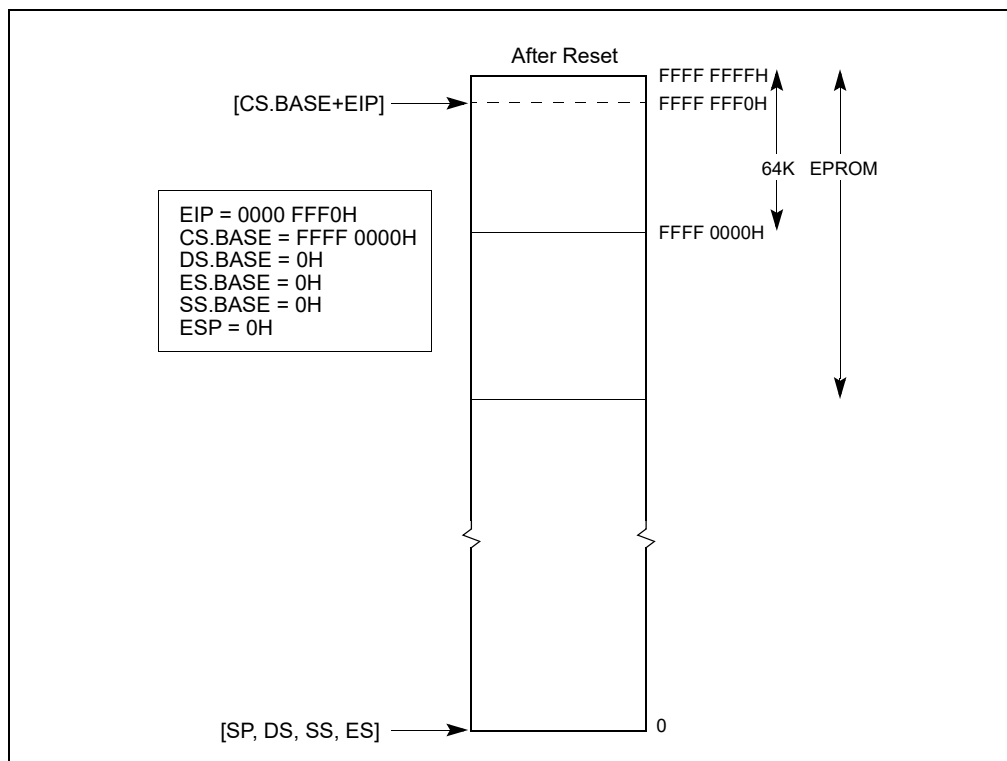 After Reset
FFFF FFFFH
[CS.BASE+EIP]
FFFF FFF0H
64K
EPROM
EIP = 0000 FFF0H
CS.BASE = FFFF 0000H
DS.BASE = 0H
ES.BASE = 0H
SS.BASE = 0H
ESP = 0H
FFFF 0000H
[SP, DS, SS, ES]
0